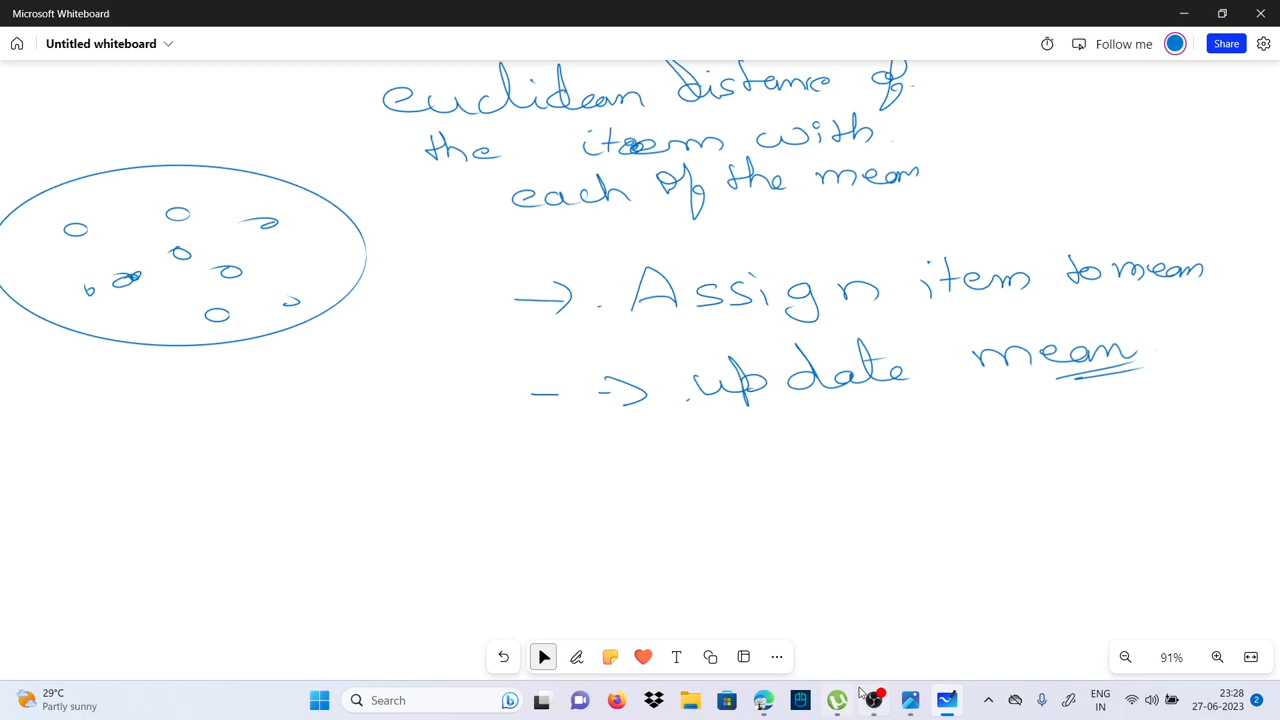 Microsoft Whiteboard
Untitled whiteboard
Follow me
Share
euclidean distance of
the item with
each of the mean
→ . Assign item to mean
- → . update mean
91%
29°C
Partly sunny
Search
ENG
IN
23:28
27-06-2023
2